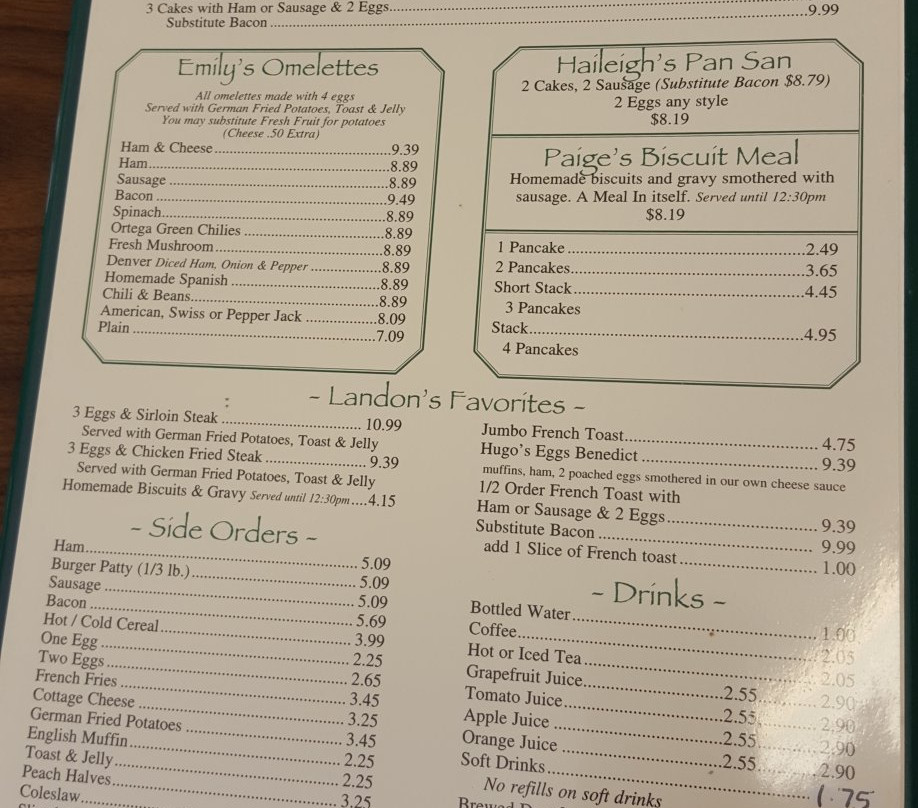 3 Cakes with Ham or Sausage & 2 Eggs..........
Substitute Bacon .......... 9.99
Emily's Omelettes
All omelettes made with 4 eggs
Served with German Fried Potatoes, Toast & Jelly
You may substitute Fresh Fruit for potatoes
(Cheese .50 Extra)
Ham & Cheese .......... 9.39
Ham .......... 8.89
Sausage .......... 8.89
Bacon .......... 9.49
Spinach .......... 8.89
Ortega Green Chilies .......... 8.89
Fresh Mushroom .......... 8.89
Denver Diced Ham, Onion & Pepper .......... 8.89
Homemade Spanish .......... 8.89
Chili & Beans .......... 8.89
American, Swiss or Pepper Jack .......... 8.09
Plain .......... 7.09
Haileigh's Pan San
2 Cakes, 2 Sausage (Substitute Bacon $8.79)
2 Eggs any style
$8.19
Paige's Biscuit Meal
Homemade biscuits and gravy smothered with
sausage. A Meal In itself. Served until 12:30pm
$8.19
1 Pancake .......... 2.49
2 Pancakes .......... 3.65
Short Stack .......... 4.45
3 Pancakes
Stack .......... 4.95
4 Pancakes
- Landon's Favorites -
3 Eggs & Sirloin Steak .......... 10.99
Served with German Fried Potatoes, Toast & Jelly
3 Eggs & Chicken Fried Steak .......... 9.39
Served with German Fried Potatoes, Toast & Jelly
Homemade Biscuits & Gravy Served until 12:30pm .... 4.15
Jumbo French Toast .......... 4.75
Hugo's Eggs Benedict .......... 9.39
muffins, ham, 2 poached eggs smothered in our own cheese sauce
1/2 Order French Toast with
Ham or Sausage & 2 Eggs .......... 9.39
Substitute Bacon .......... 9.99
add 1 Slice of French toast .......... 1.00
- Side Orders -
Ham .......... 5.09
Burger Patty (1/3 lb.) .......... 5.09
Sausage .......... 5.09
Bacon .......... 5.69
Hot / Cold Cereal .......... 3.99
One Egg .......... 2.25
Two Eggs .......... 2.65
French Fries .......... 3.45
Cottage Cheese .......... 3.25
German Fried Potatoes .......... 3.45
English Muffin .......... 2.25
Toast & Jelly .......... 2.25
Peach Halves .......... 3.25
Coleslaw ..........
- Drinks -
Bottled Water .......... 1.00
Coffee .......... 2.05
Hot or Iced Tea .......... 2.05
Grapefruit Juice .......... 2.55 .......... 2.90
Tomato Juice .......... 2.55 .......... 2.90
Apple Juice .......... 2.55 .......... 2.90
Orange Juice .......... 2.55 .......... 2.90
Soft Drinks .......... 1.75
No refills on soft drinks